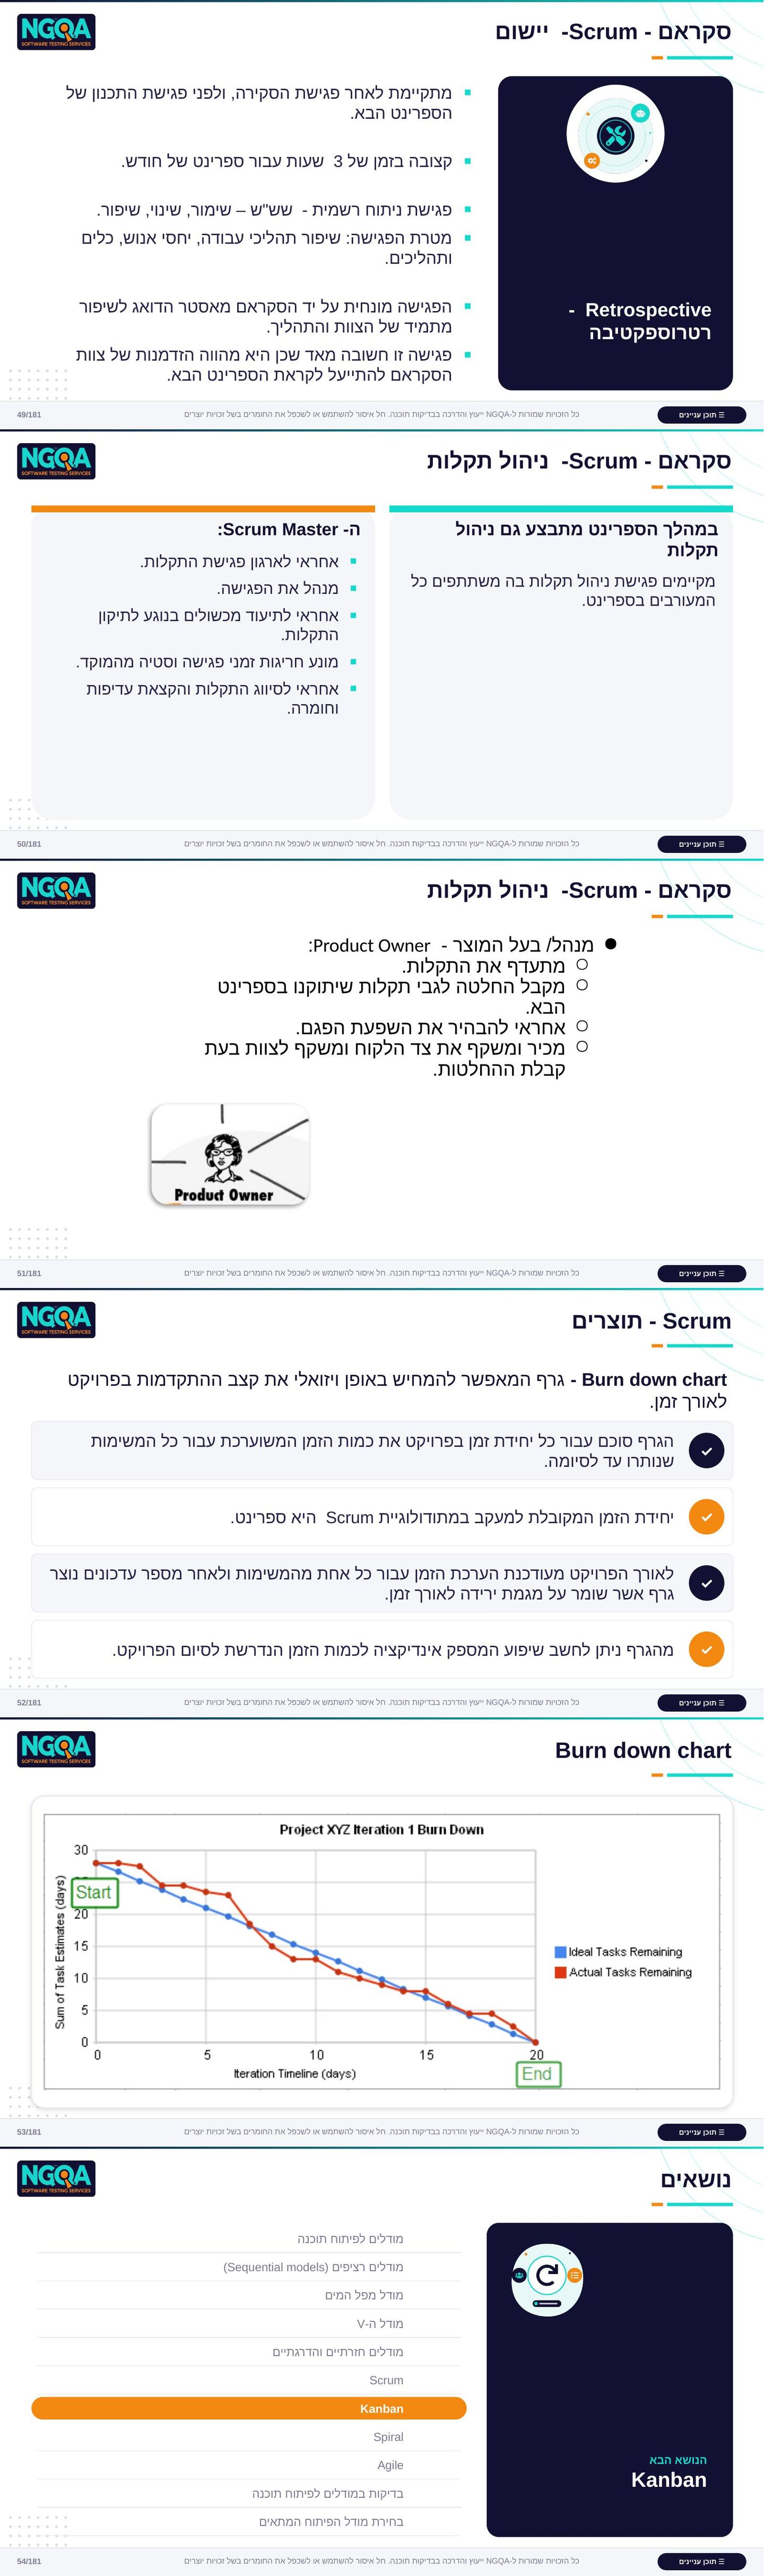 סקראם - Scrum-  יישום
NGQA
SOFTWARE TESTING SERVICES
Retrospective  -
רטרוספקטיבה
מתקיימת לאחר פגישת הסקירה, ולפני פגישת התכנון של
הספרינט הבא.
קצובה בזמן של 3  שעות עבור ספרינט של חודש.
פגישת ניתוח רשמית -  שש"ש – שימור, שינוי, שיפור.
מטרת הפגישה: שיפור תהליכי עבודה, יחסי אנוש, כלים
ותהליכים.
הפגישה מונחית על יד הסקראם מאסטר הדואג לשיפור
מתמיד של הצוות והתהליך.
פגישה זו חשובה מאד שכן היא מהווה הזדמנות של צוות
הסקראם להתייעל לקראת הספרינט הבא.
☰ תוכן עניינים
כל הזכויות שמורות ל-NGQA ייעוץ והדרכה בבדיקות תוכנה. חל איסור להשתמש או לשכפל את החומרים בשל זכויות יוצרים
49/181
סקראם - Scrum-  ניהול תקלות
NGQA
SOFTWARE TESTING SERVICES
במהלך הספרינט מתבצע גם ניהול
תקלות
מקיימים פגישת ניהול תקלות בה משתתפים כל
המעורבים בספרינט.
ה- Scrum Master:
אחראי לארגון פגישת התקלות.
מנהל את הפגישה.
אחראי לתיעוד מכשולים בנוגע לתיקון
התקלות.
מונע חריגות זמני פגישה וסטיה מהמוקד.
אחראי לסיווג התקלות והקצאת עדיפות
וחומרה.
☰ תוכן עניינים
כל הזכויות שמורות ל-NGQA ייעוץ והדרכה בבדיקות תוכנה. חל איסור להשתמש או לשכפל את החומרים בשל זכויות יוצרים
50/181
סקראם - Scrum-  ניהול תקלות
NGQA
SOFTWARE TESTING SERVICES
מנהל/ בעל המוצר -  Product Owner:
מתעדף את התקלות.
מקבל החלטה לגבי תקלות שיתוקנו בספרינט
הבא.
אחראי להבהיר את השפעת הפגם.
מכיר ומשקף את צד הלקוח ומשקף לצוות בעת
קבלת ההחלטות.
Product Owner
☰ תוכן עניינים
כל הזכויות שמורות ל-NGQA ייעוץ והדרכה בבדיקות תוכנה. חל איסור להשתמש או לשכפל את החומרים בשל זכויות יוצרים
51/181
Scrum - תוצרים
NGQA
SOFTWARE TESTING SERVICES
Burn down chart - גרף המאפשר להמחיש באופן ויזואלי את קצב ההתקדמות בפרויקט
לאורך זמן.
הגרף סוכם עבור כל יחידת זמן בפרויקט את כמות הזמן המשוערכת עבור כל המשימות
שנותרו עד לסיומה.
יחידת הזמן המקובלת למעקב במתודולוגיית Scrum  היא ספרינט.
לאורך הפרויקט מעודכנת הערכת הזמן עבור כל אחת מהמשימות ולאחר מספר עדכונים נוצר
גרף אשר שומר על מגמת ירידה לאורך זמן.
מהגרף ניתן לחשב שיפוע המספק אינדיקציה לכמות הזמן הנדרשת לסיום הפרויקט.
☰ תוכן עניינים
כל הזכויות שמורות ל-NGQA ייעוץ והדרכה בבדיקות תוכנה. חל איסור להשתמש או לשכפל את החומרים בשל זכויות יוצרים
52/181
Burn down chart
NGQA
SOFTWARE TESTING SERVICES
Project XYZ Iteration 1 Burn Down
Sum of Task Estimates (days)
30
Start
20
15
10
5
0
0 5 10 15 20
Iteration Timeline (days)
End
Ideal Tasks Remaining
Actual Tasks Remaining
☰ תוכן עניינים
כל הזכויות שמורות ל-NGQA ייעוץ והדרכה בבדיקות תוכנה. חל איסור להשתמש או לשכפל את החומרים בשל זכויות יוצרים
53/181
נושאים
NGQA
SOFTWARE TESTING SERVICES
הנושא הבא
Kanban
מודלים לפיתוח תוכנה
מודלים רציפים (Sequential models)
מודל מפל המים
מודל ה-V
מודלים חזרתיים והדרגתיים
Scrum
Kanban
Spiral
Agile
בדיקות במודלים לפיתוח תוכנה
בחירת מודל הפיתוח המתאים
☰ תוכן עניינים
כל הזכויות שמורות ל-NGQA ייעוץ והדרכה בבדיקות תוכנה. חל איסור להשתמש או לשכפל את החומרים בשל זכויות יוצרים
54/181